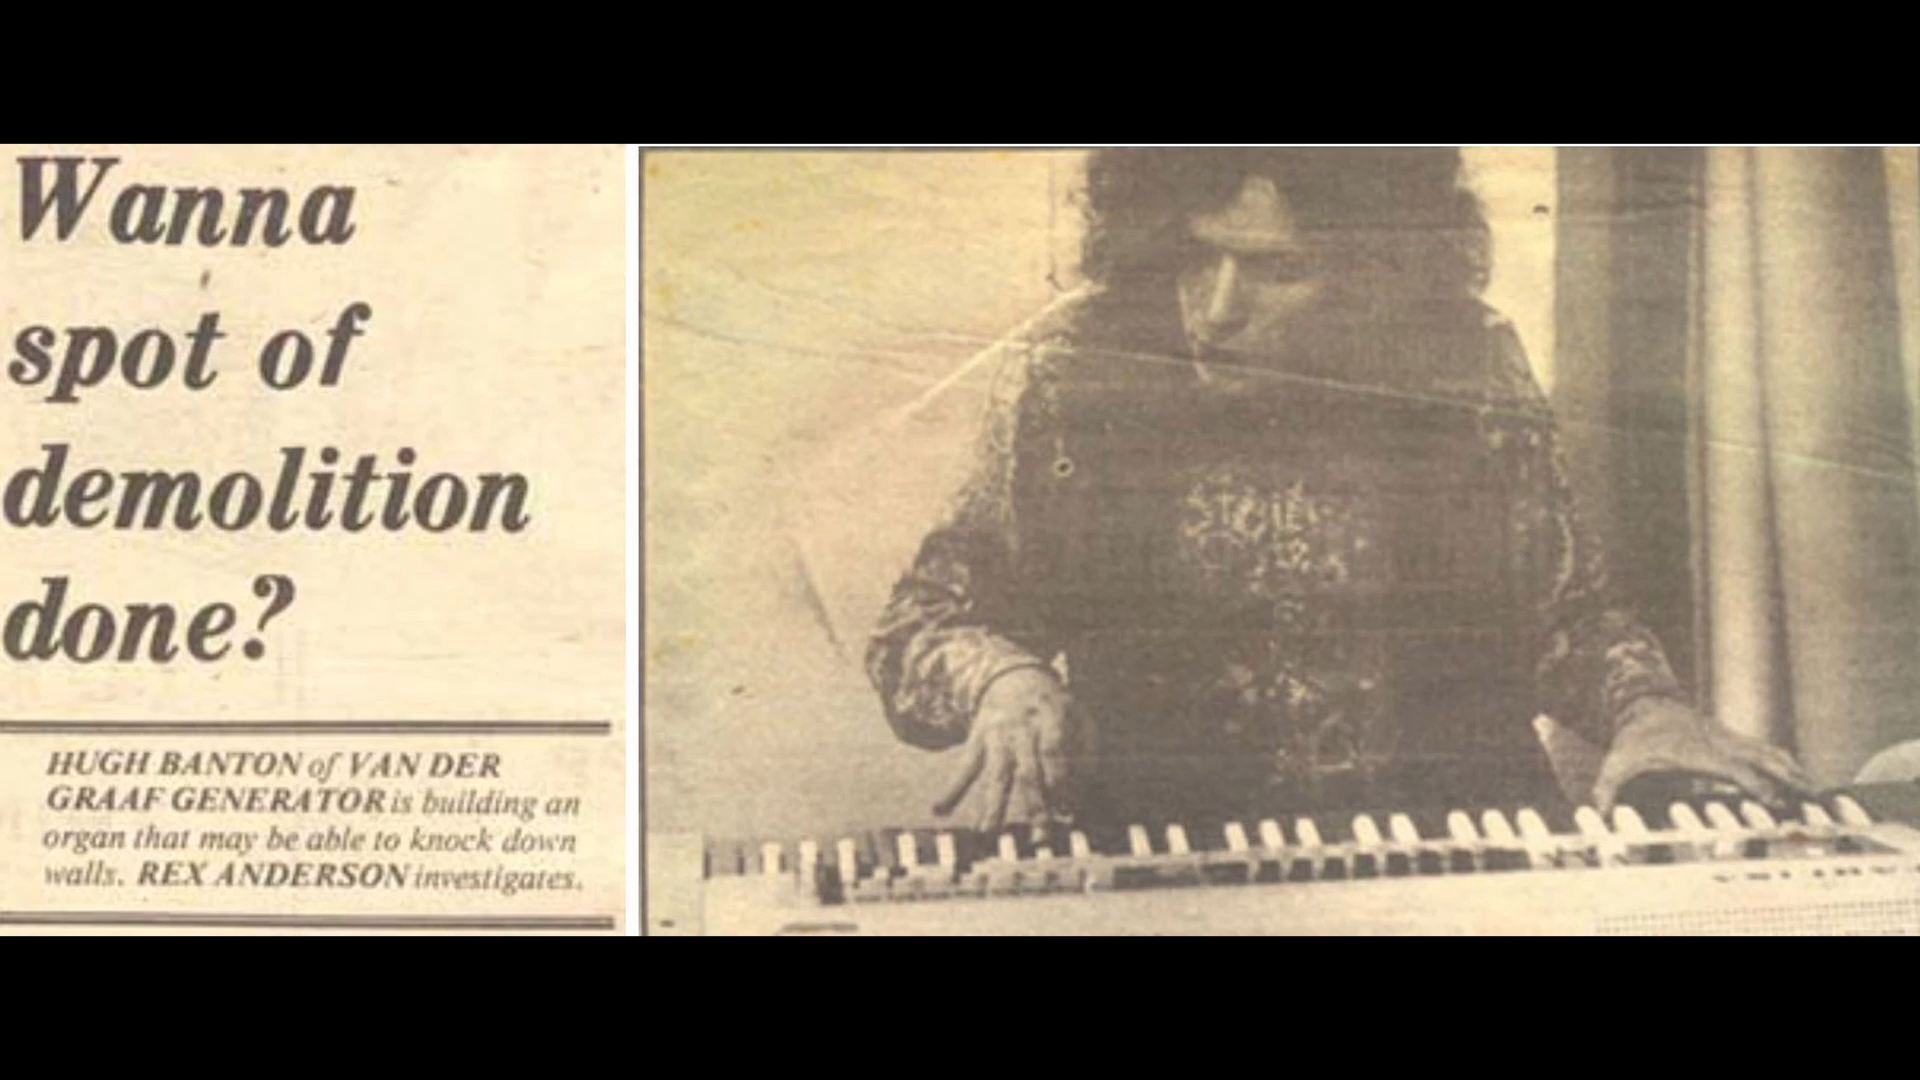 Wanna
spot of
demolition
done?
HUGH BANTON of VAN DER
GRAAF GENERATOR is building an
organ that may be able to knock down
walls. REX ANDERSON investigates.